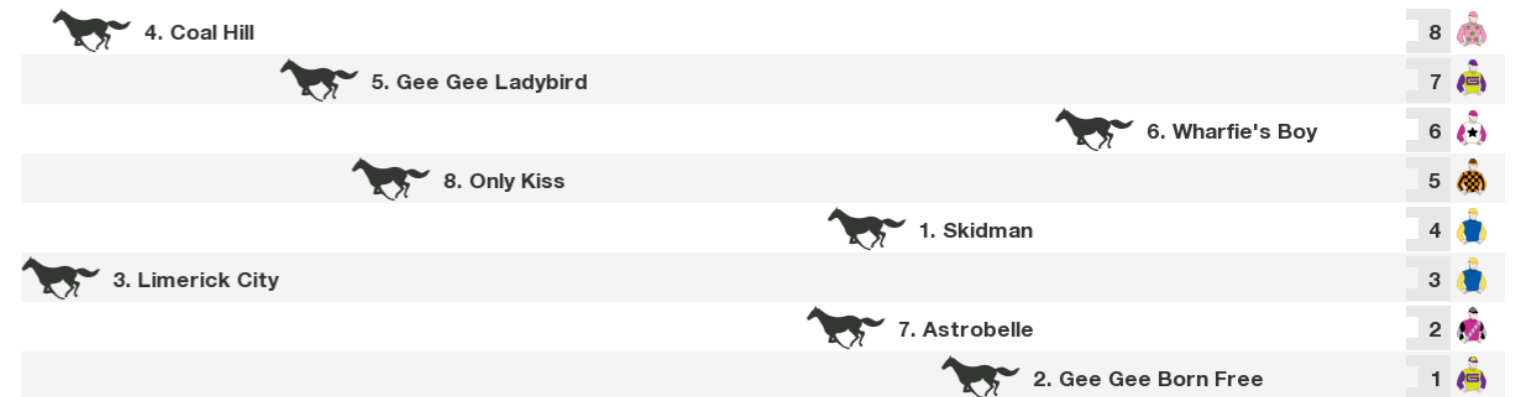 4. Coal Hill 8
5. Gee Gee Ladybird 7
6. Wharfie's Boy 6
8. Only Kiss 5
1. Skidman 4
3. Limerick City 3
7. Astrobelle 2
2. Gee Gee Born Free 1